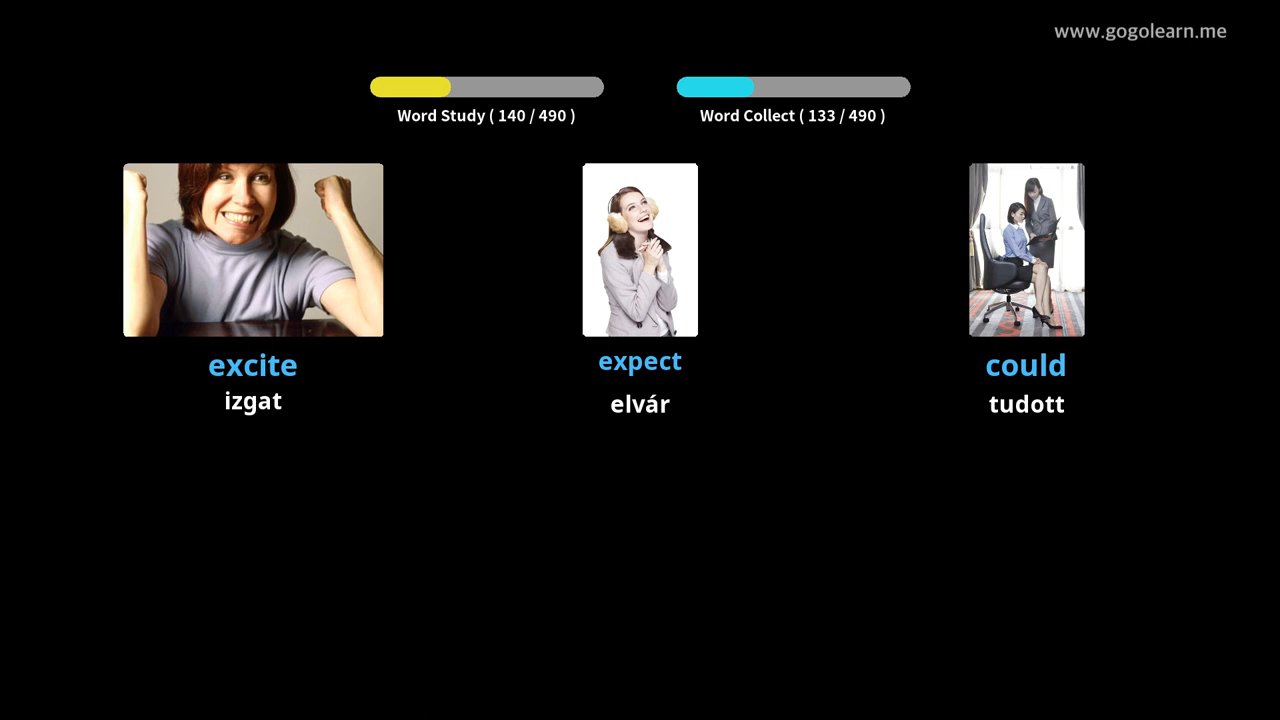 www.gogolearn.me
Word Study ( 140 / 490 )
Word Collect ( 133 / 490 )
excite
izgat
expect
elvár
could
tudott